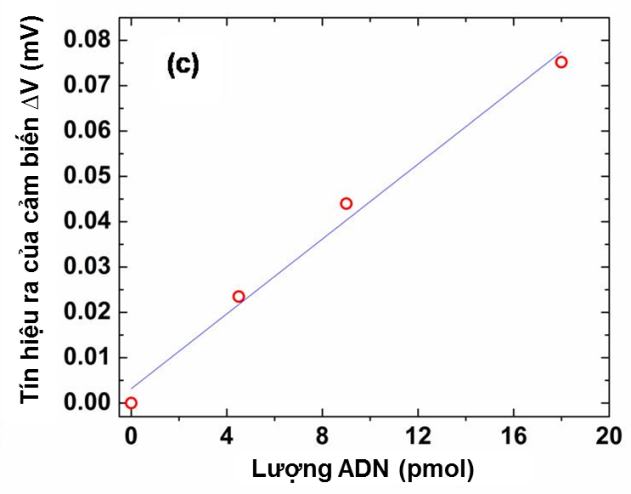 (c)
Tín hiệu ra của cảm biến ΔV (mV)
0.08
0.07
0.06
0.05
0.04
0.03
0.02
0.01
0.00
0 4 8 12 16 20
Lượng ADN (pmol)